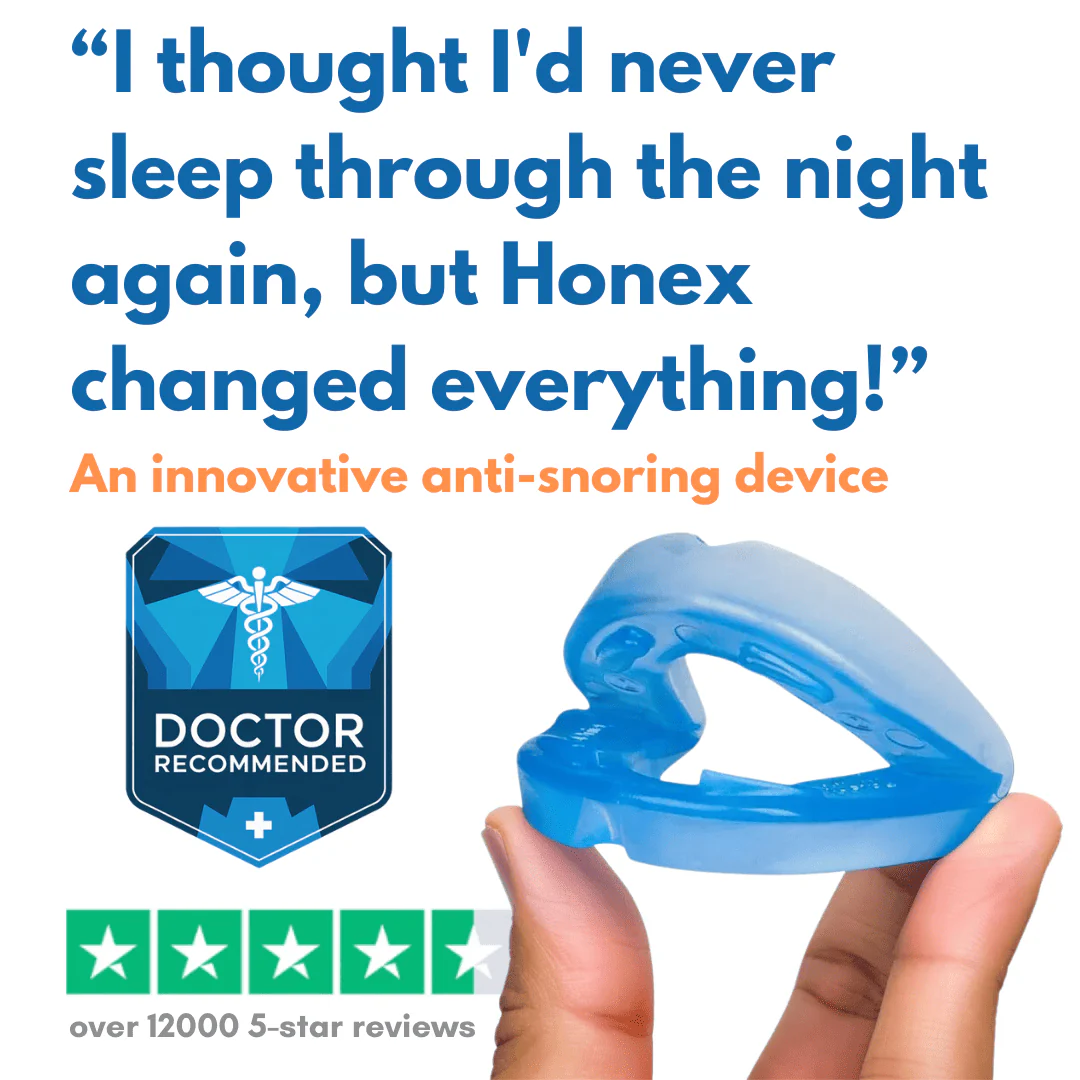 “I thought I'd never
sleep through the night
again, but Honex
changed everything!”
An innovative anti-snoring device
DOCTOR
RECOMMENDED
over 12000 5-star reviews